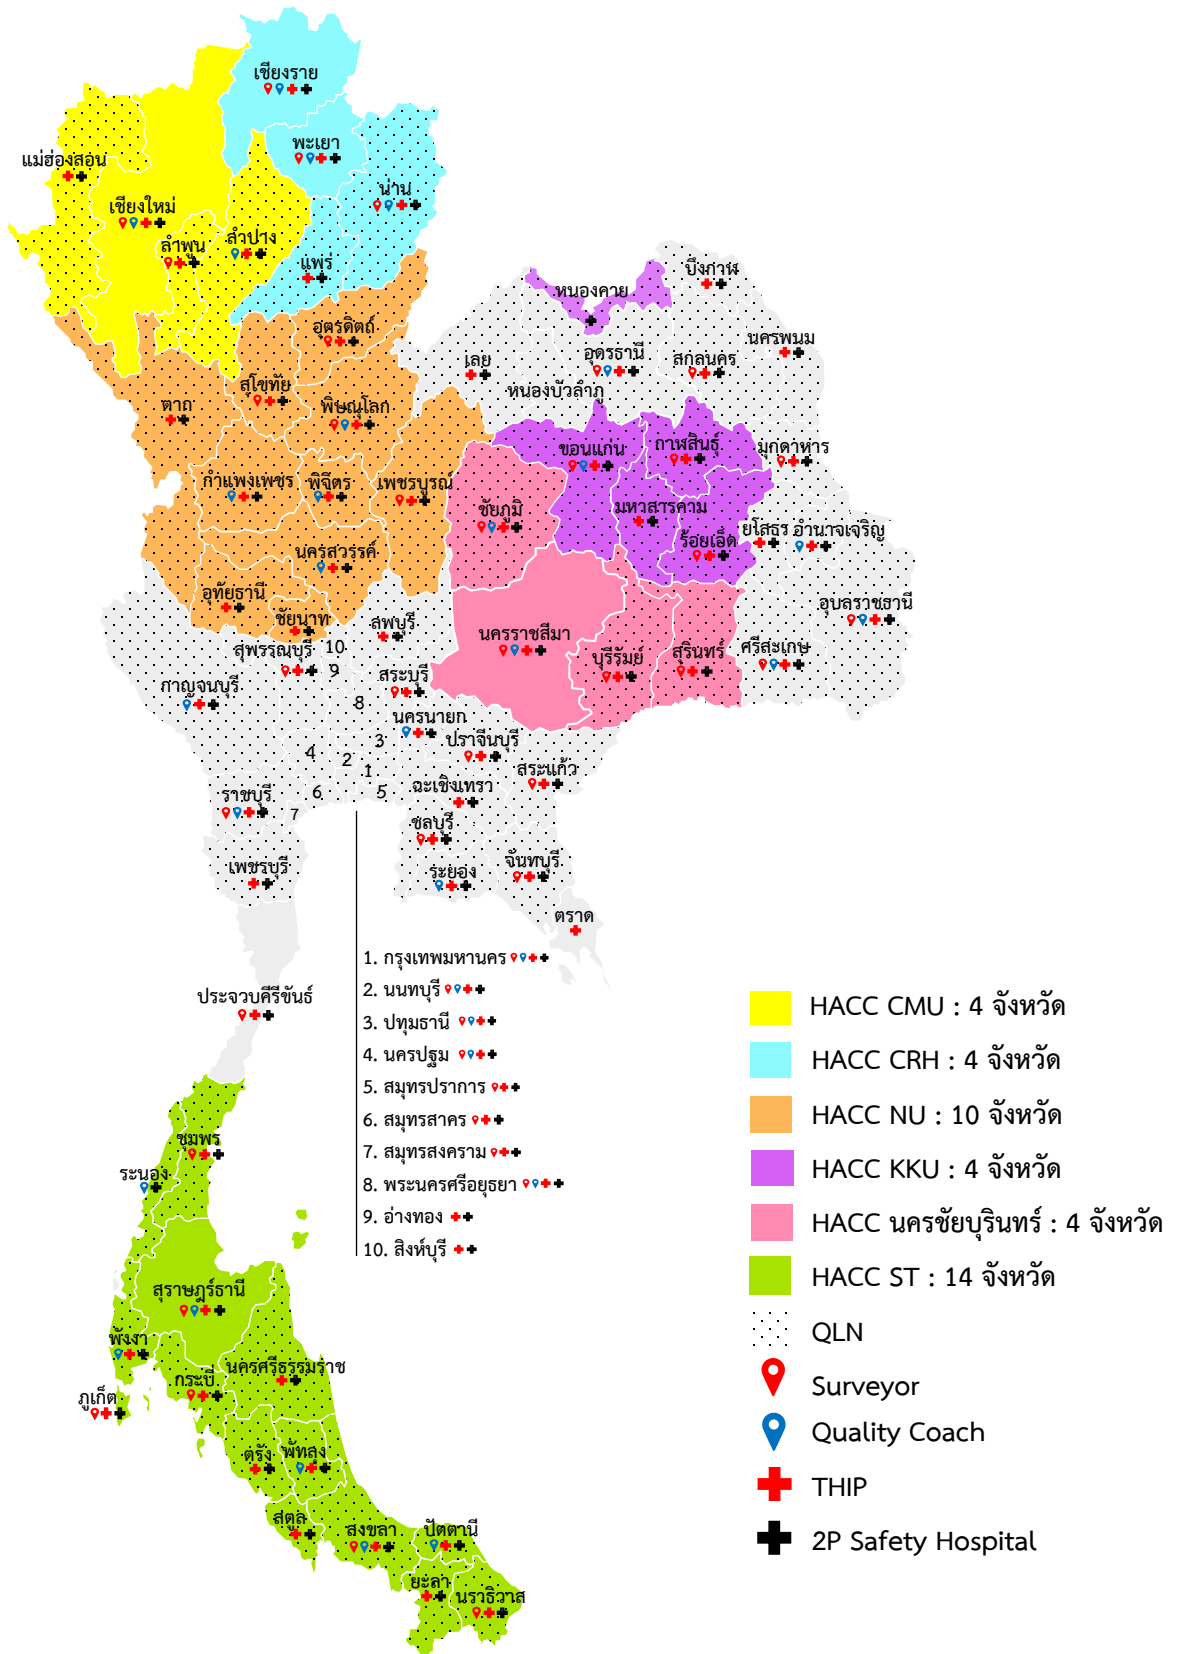 เชียงราย
พะเยา
แม่ฮ่องสอน
น่าน
เชียงใหม่
ลำพูน
ลำปาง
แพร่
บึงกาฬ
หนองคาย
อุตรดิตถ์
นครพนม
เลย
อุดรธานี
สกลนคร
สุโขทัย
หนองบัวลำภู
ตาก
พิษณุโลก
ขอนแก่น
กาฬสินธุ์
มุกดาหาร
กำแพงเพชร
พิจิตร
เพชรบูรณ์
ชัยภูมิ
มหาสารคาม
ร้อยเอ็ด
ยโสธร
อำนาจเจริญ
นครสวรรค์
อุทัยธานี
ชัยนาท
ลพบุรี
อุบลราชธานี
นครราชสีมา
บุรีรัมย์
สุรินทร์
ศรีสะเกษ
สุพรรณบุรี
10
9
สระบุรี
กาญจนบุรี
8
นครนายก
3
ปราจีนบุรี
4
2
1
สระแก้ว
ราชบุรี
6
5
ฉะเชิงเทรา
7
ชลบุรี
เพชรบุรี
ระยอง
จันทบุรี
ตราด
1. กรุงเทพมหานคร
2. นนทบุรี
3. ปทุมธานี
4. นครปฐม
5. สมุทรปราการ
6. สมุทรสาคร
7. สมุทรสงคราม
8. พระนครศรีอยุธยา
9. อ่างทอง
10. สิงห์บุรี
ประจวบคีรีขันธ์
ชุมพร
ระนอง
สุราษฎร์ธานี
พังงา
นครศรีธรรมราช
กระบี่
ภูเก็ต
ตรัง
พัทลุง
สตูล
สงขลา
ปัตตานี
ยะลา
นราธิวาส
HACC CMU : 4 จังหวัด
HACC CRH : 4 จังหวัด
HACC NU : 10 จังหวัด
HACC KKU : 4 จังหวัด
HACC นครชัยบุรินทร์ : 4 จังหวัด
HACC ST : 14 จังหวัด
QLN
Surveyor
Quality Coach
THIP
2P Safety Hospital